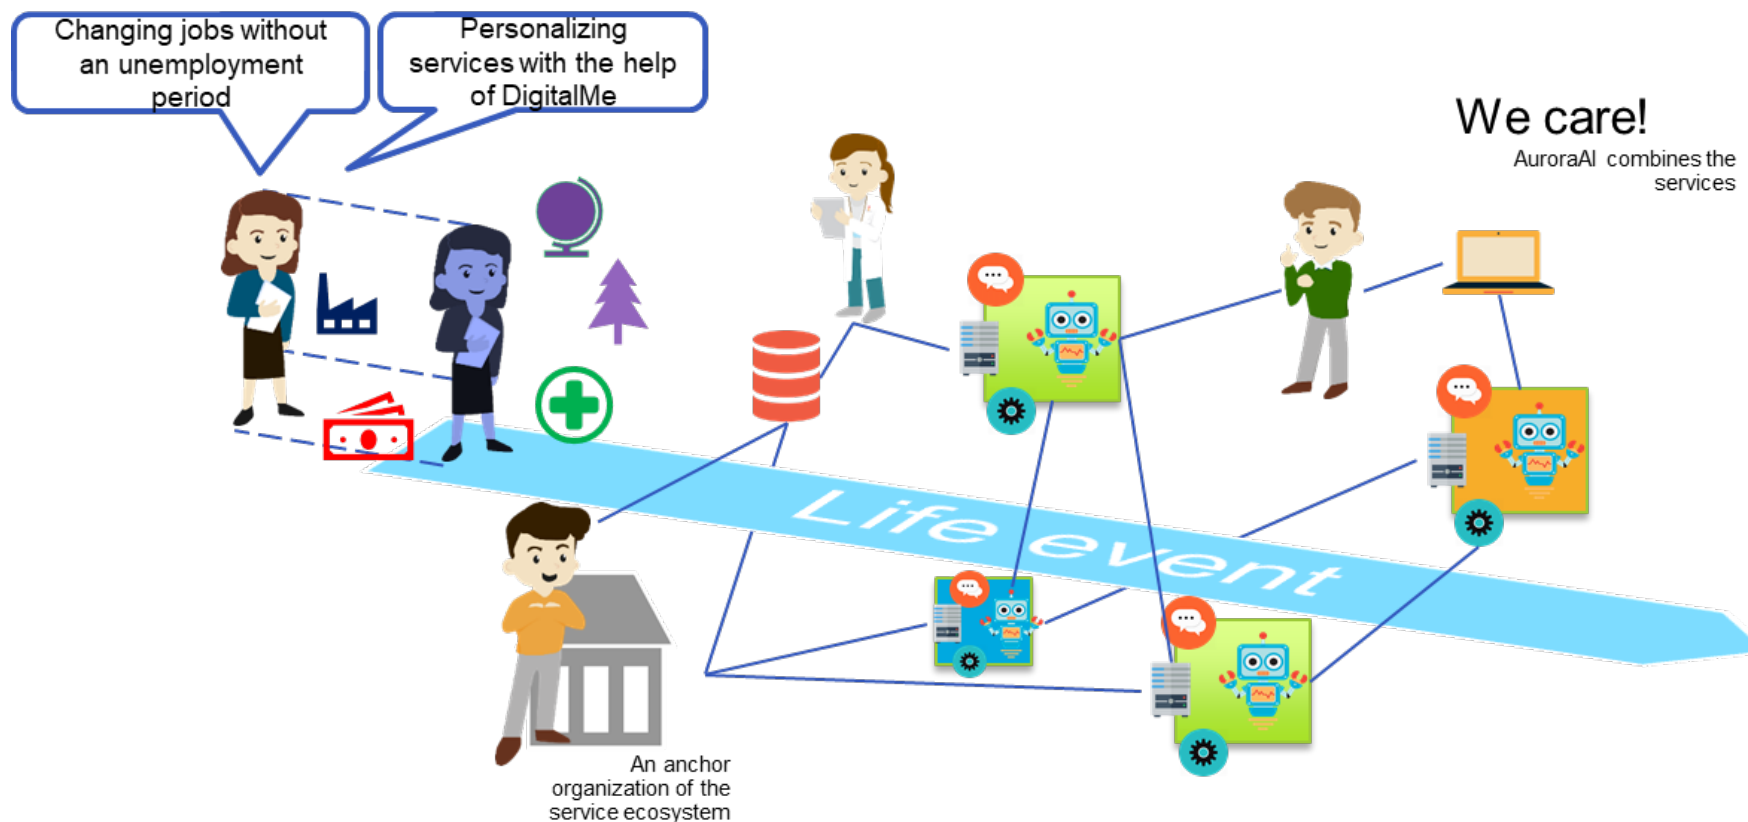 Changing jobs without
an unemployment
period
Personalizing
services with the help
of DigitalMe
We care!
AuroraAI combines the
services
Life event
An anchor
organization of the
service ecosystem